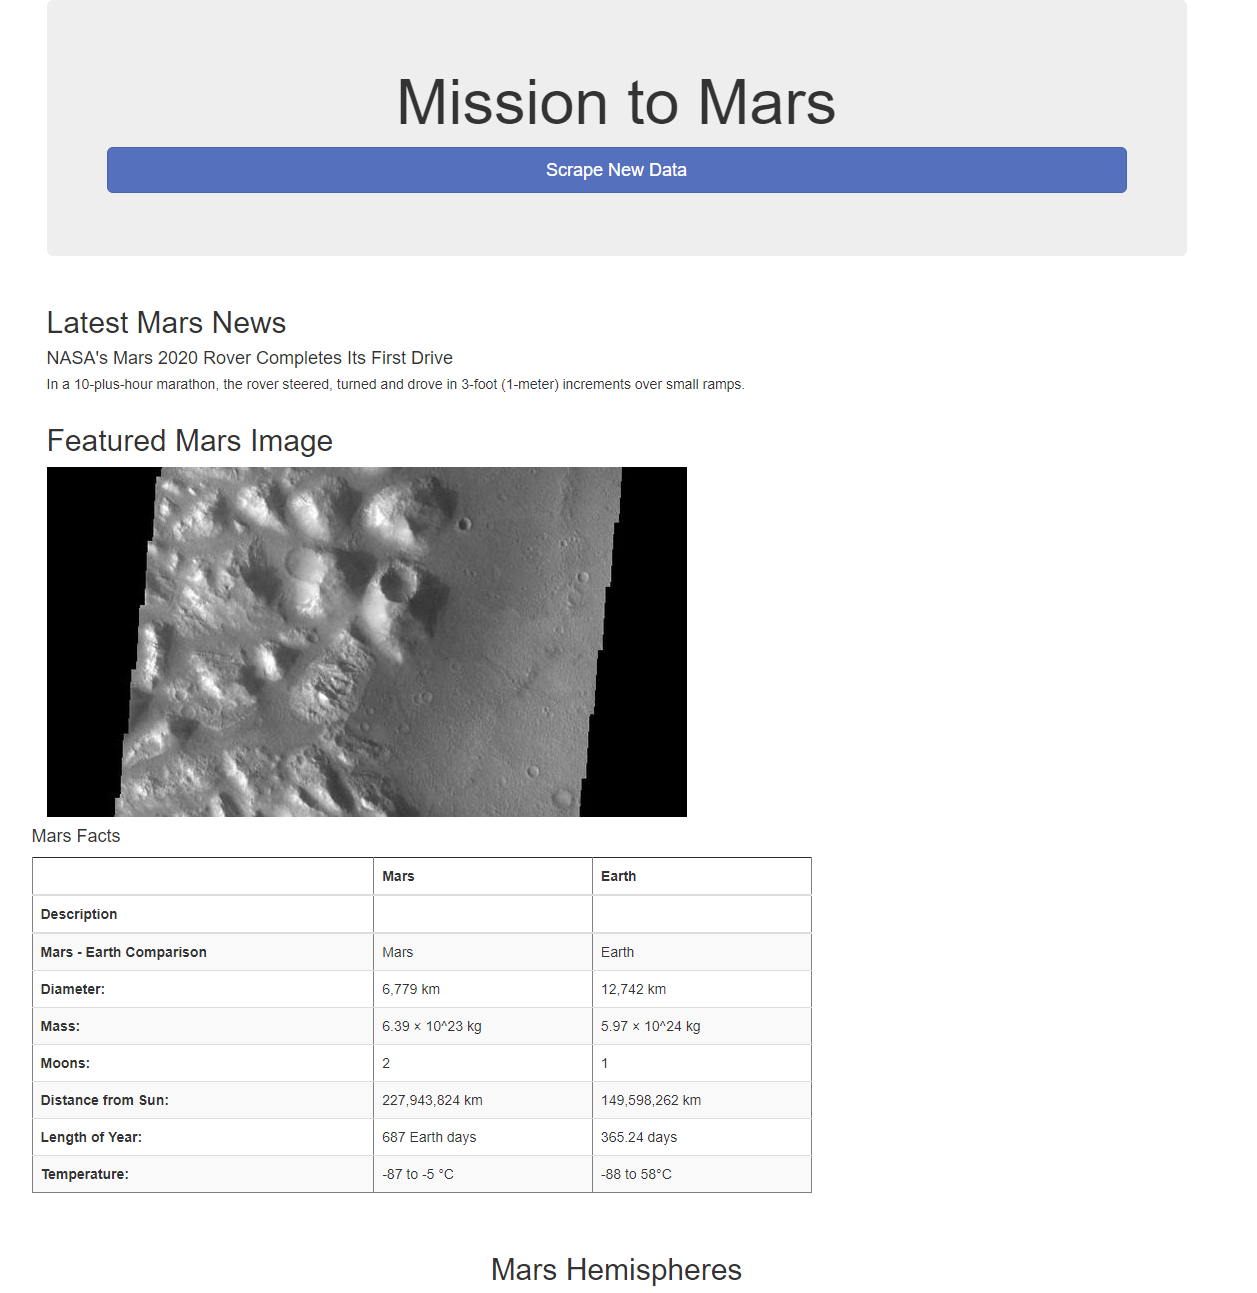 Mission to Mars
Scrape New Data
Latest Mars News
NASA's Mars 2020 Rover Completes Its First Drive
In a 10-plus-hour marathon, the rover steered, turned and drove in 3-foot (1-meter) increments over small ramps.
Featured Mars Image
Mars Facts
Mars Earth
Description
Mars - Earth Comparison Mars Earth
Diameter: 6,779 km 12,742 km
Mass: 6.39 × 10^23 kg 5.97 × 10^24 kg
Moons: 2 1
Distance from Sun: 227,943,824 km 149,598,262 km
Length of Year: 687 Earth days 365.24 days
Temperature: -87 to -5 °C -88 to 58°C
Mars Hemispheres